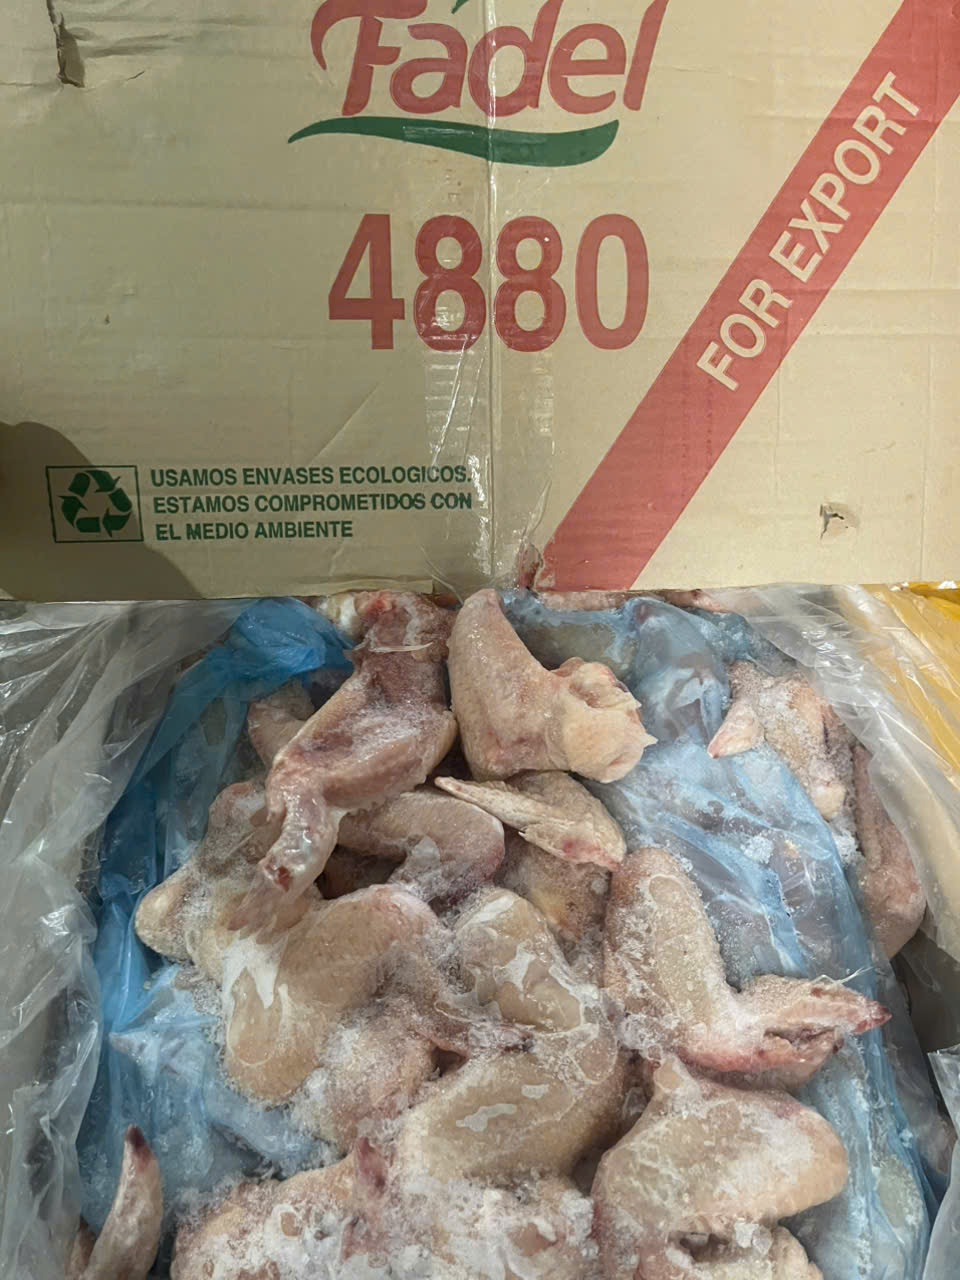 Fadel
4880
FOR EXPORT
USAMOS ENVASES ECOLOGICOS.
ESTAMOS COMPROMETIDOS CON
EL MEDIO AMBIENTE